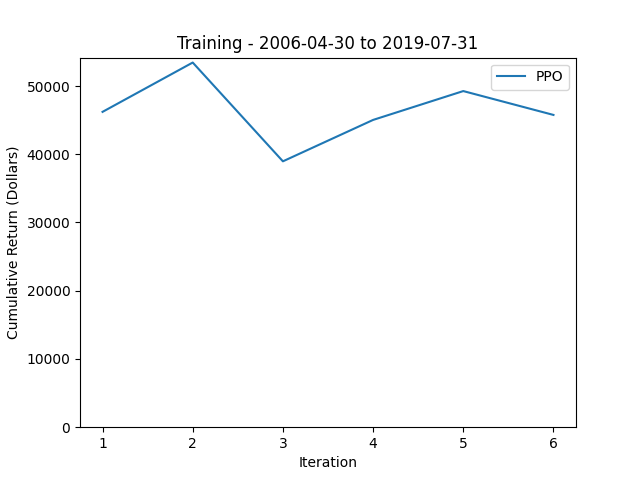 Training - 2006-04-30 to 2019-07-31
PPO
Cumulative Return (Dollars)
50000
40000
30000
20000
10000
0
1 2 3 4 5 6
Iteration